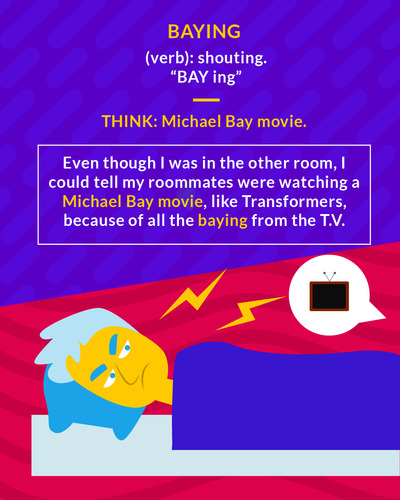 BAYING
(verb): shouting.
“BAY ing”
THINK: Michael Bay movie.
Even though I was in the other room, I
could tell my roommates were watching a
Michael Bay movie, like Transformers,
because of all the baying from the T.V.